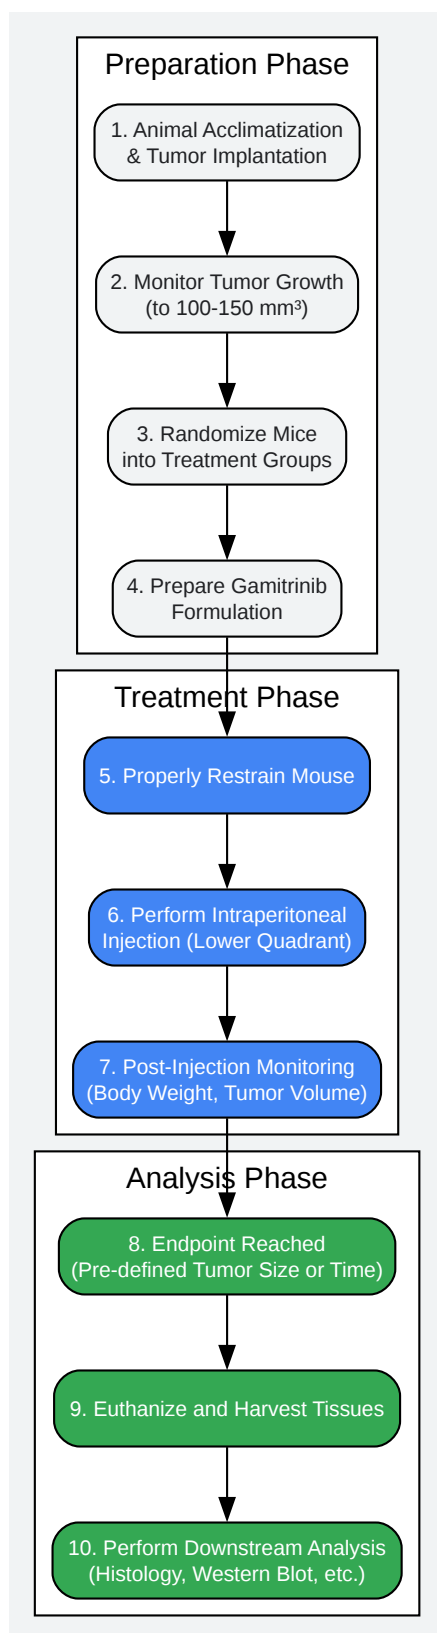 Preparation Phase
1. Animal Acclimatization
& Tumor Implantation
2. Monitor Tumor Growth
(to 100-150 mm³)
3. Randomize Mice
into Treatment Groups
4. Prepare Gamitrinib
Formulation
Treatment Phase
5. Properly Restrain Mouse
6. Perform Intraperitoneal
Injection (Lower Quadrant)
7. Post-Injection Monitoring
(Body Weight, Tumor Volume)
Analysis Phase
8. Endpoint Reached
(Pre-defined Tumor Size or Time)
9. Euthanize and Harvest Tissues
10. Perform Downstream Analysis
(Histology, Western Blot, etc.)